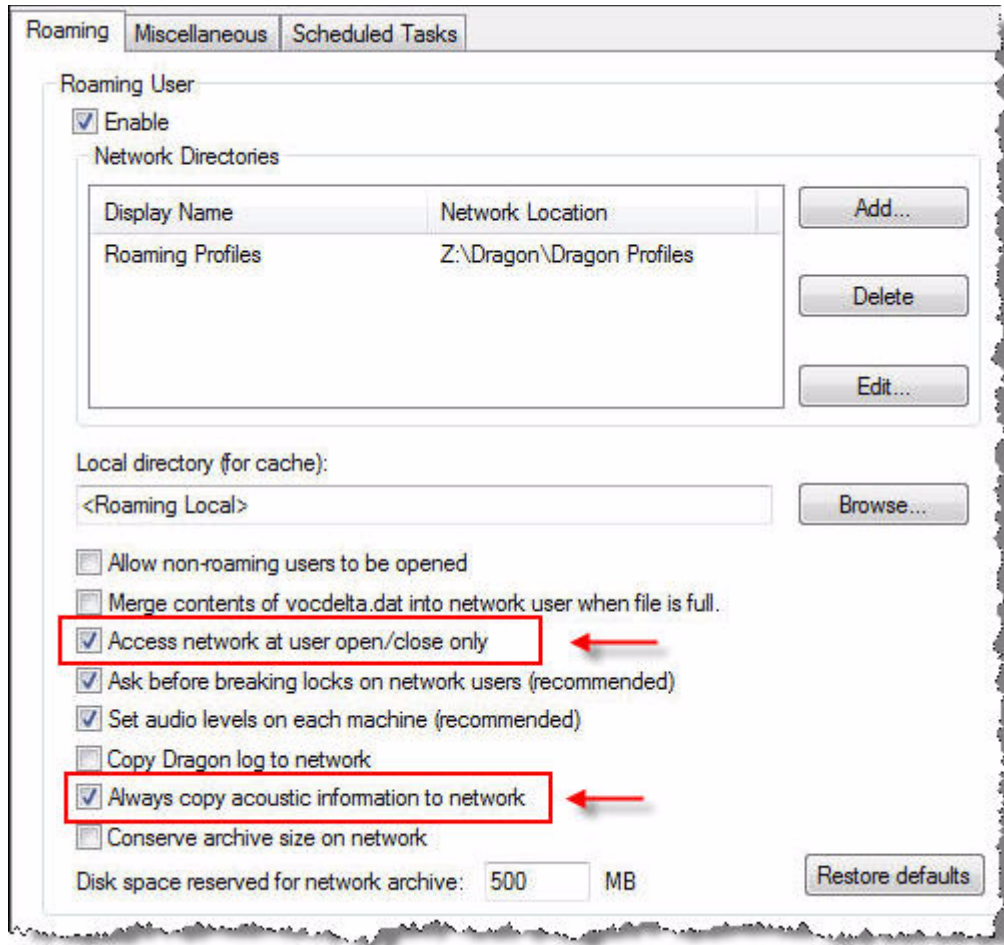 Roaming Miscellaneous Scheduled Tasks
Roaming User
Enable
Network Directories
Display Name Network Location Add...
Roaming Profiles Z:\Dragon\Dragon Profiles
Delete
Edit...
Local directory (for cache):
<Roaming Local> Browse...
Allow non-roaming users to be opened
Merge contents of vocdelta.dat into network user when file is full.
Access network at user open/close only
Ask before breaking locks on network users (recommended)
Set audio levels on each machine (recommended)
Copy Dragon log to network
Always copy acoustic information to network
Conserve archive size on network
Disk space reserved for network archive: 500 MB Restore defaults